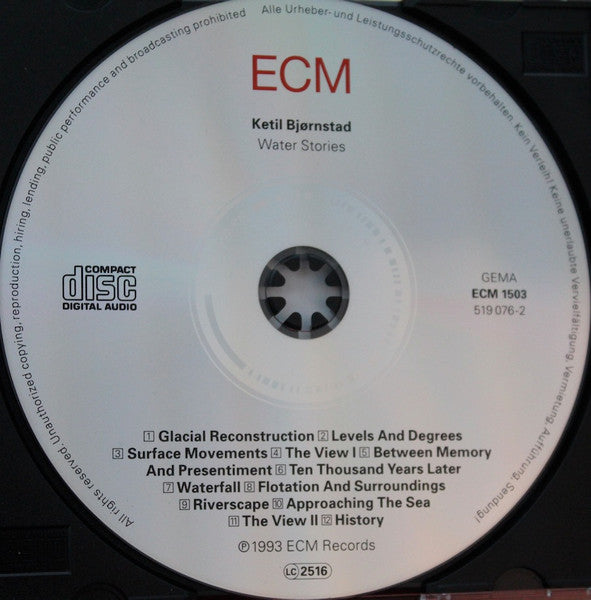 All rights reserved. Unauthorized copying, reproduction, hiring, lending, public performance and broadcasting prohibited
Alle Urheber- und Leistungsschutzrechte vorbehalten. Kein Verleih! Keine unerlaubte Vervielfältigung, Vermietung, Aufführung, Sendung!
ECM
Ketil Bjørnstad
Water Stories
COMPACT
disc
DIGITAL AUDIO
GEMA
ECM 1503
519 076-2
1 Glacial Reconstruction 2 Levels And Degrees
3 Surface Movements 4 The View I 5 Between Memory
And Presentiment 6 Ten Thousand Years Later
7 Waterfall 8 Flotation And Surroundings
9 Riverscape 10 Approaching The Sea
11 The View II 12 History
℗ 1993 ECM Records
LC 2516